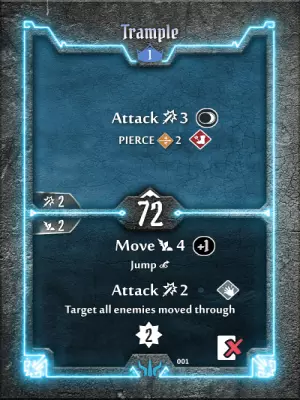 Trample
1
Attack 3
PIERCE 2
2
72
2
Move 4 +1
Jump
Attack 2
Target all enemies moved through
2
001